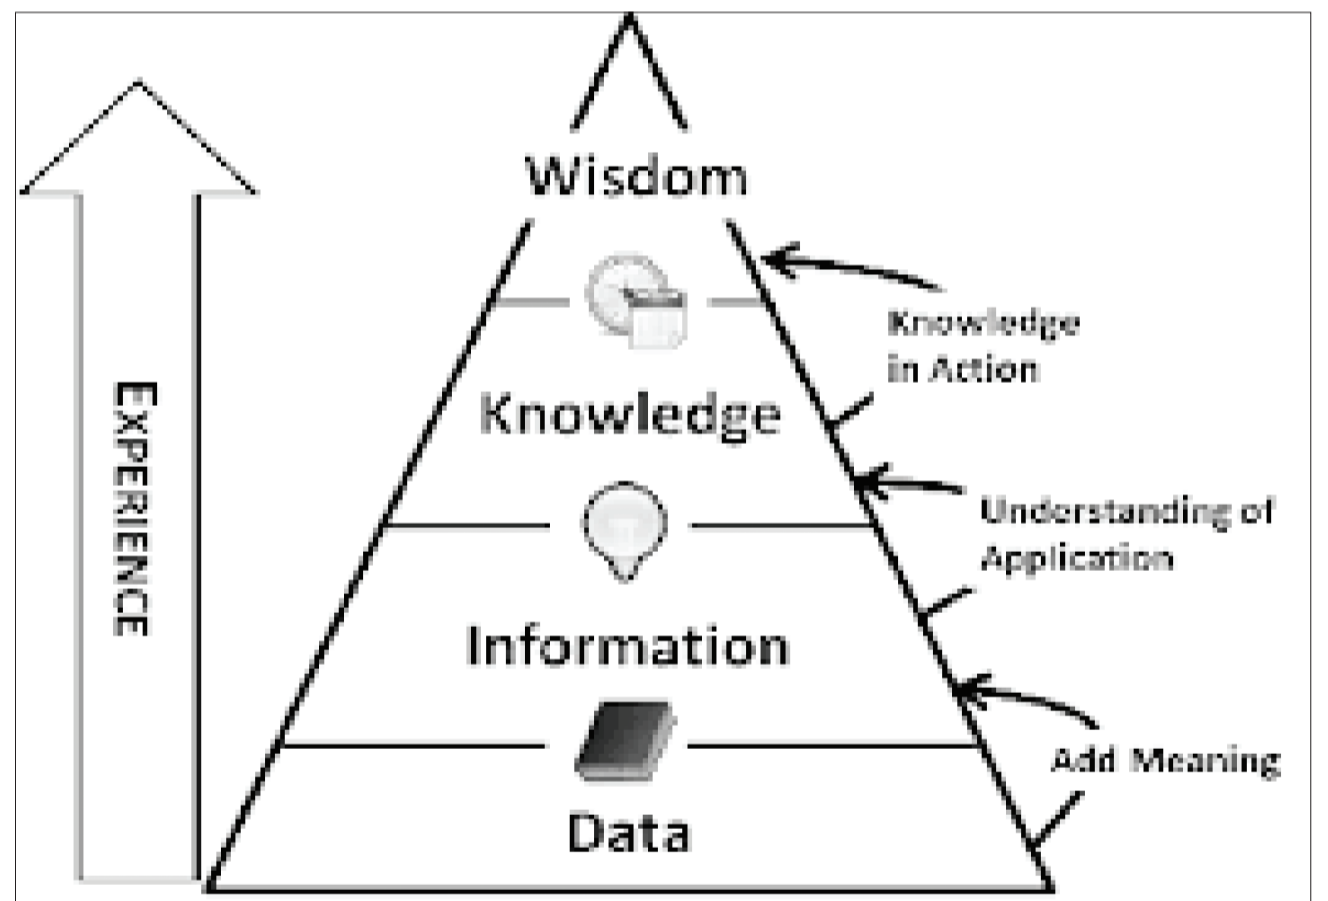 Wisdom
Knowledge
in Action
Knowledge
Understanding of
Application
Information
Add Meaning
Data
EXPERIENCE